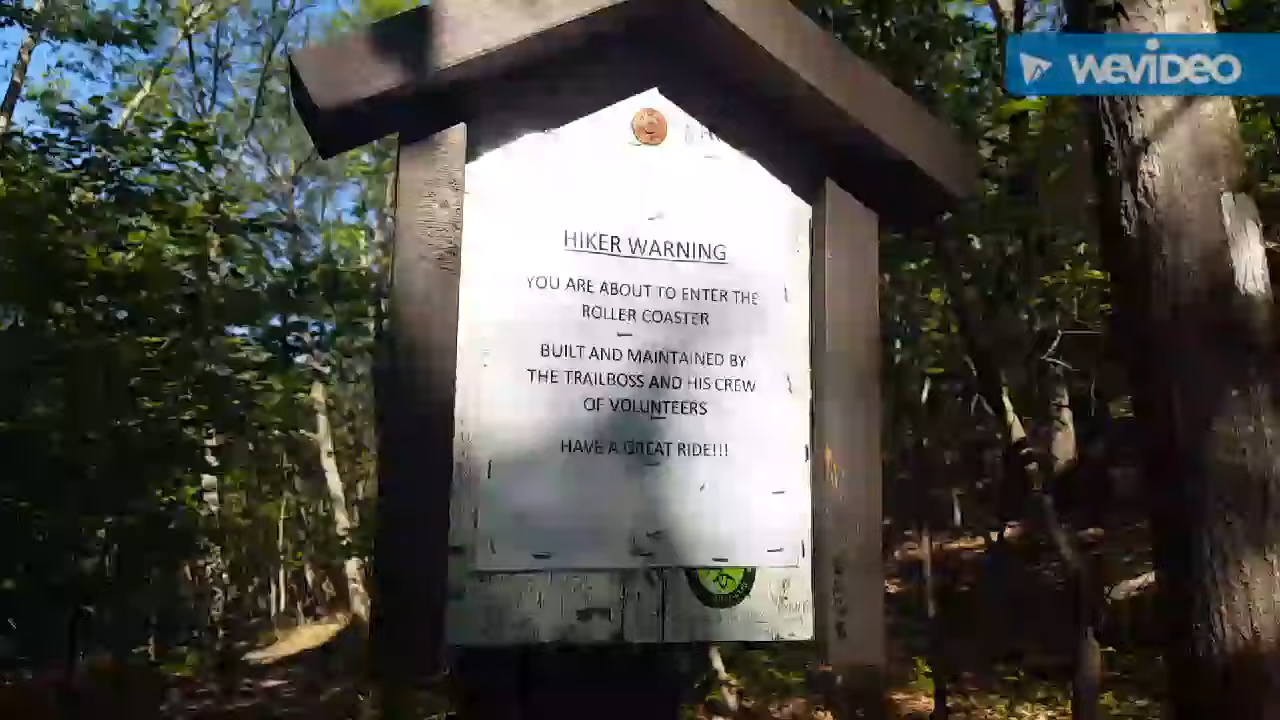 WEVIDEO
HIKER WARNING
YOU ARE ABOUT TO ENTER THE
ROLLER COASTER
BUILT AND MAINTAINED BY
THE TRAILBOSS AND HIS CREW
OF VOLUNTEERS
HAVE A GREAT RIDE!!!